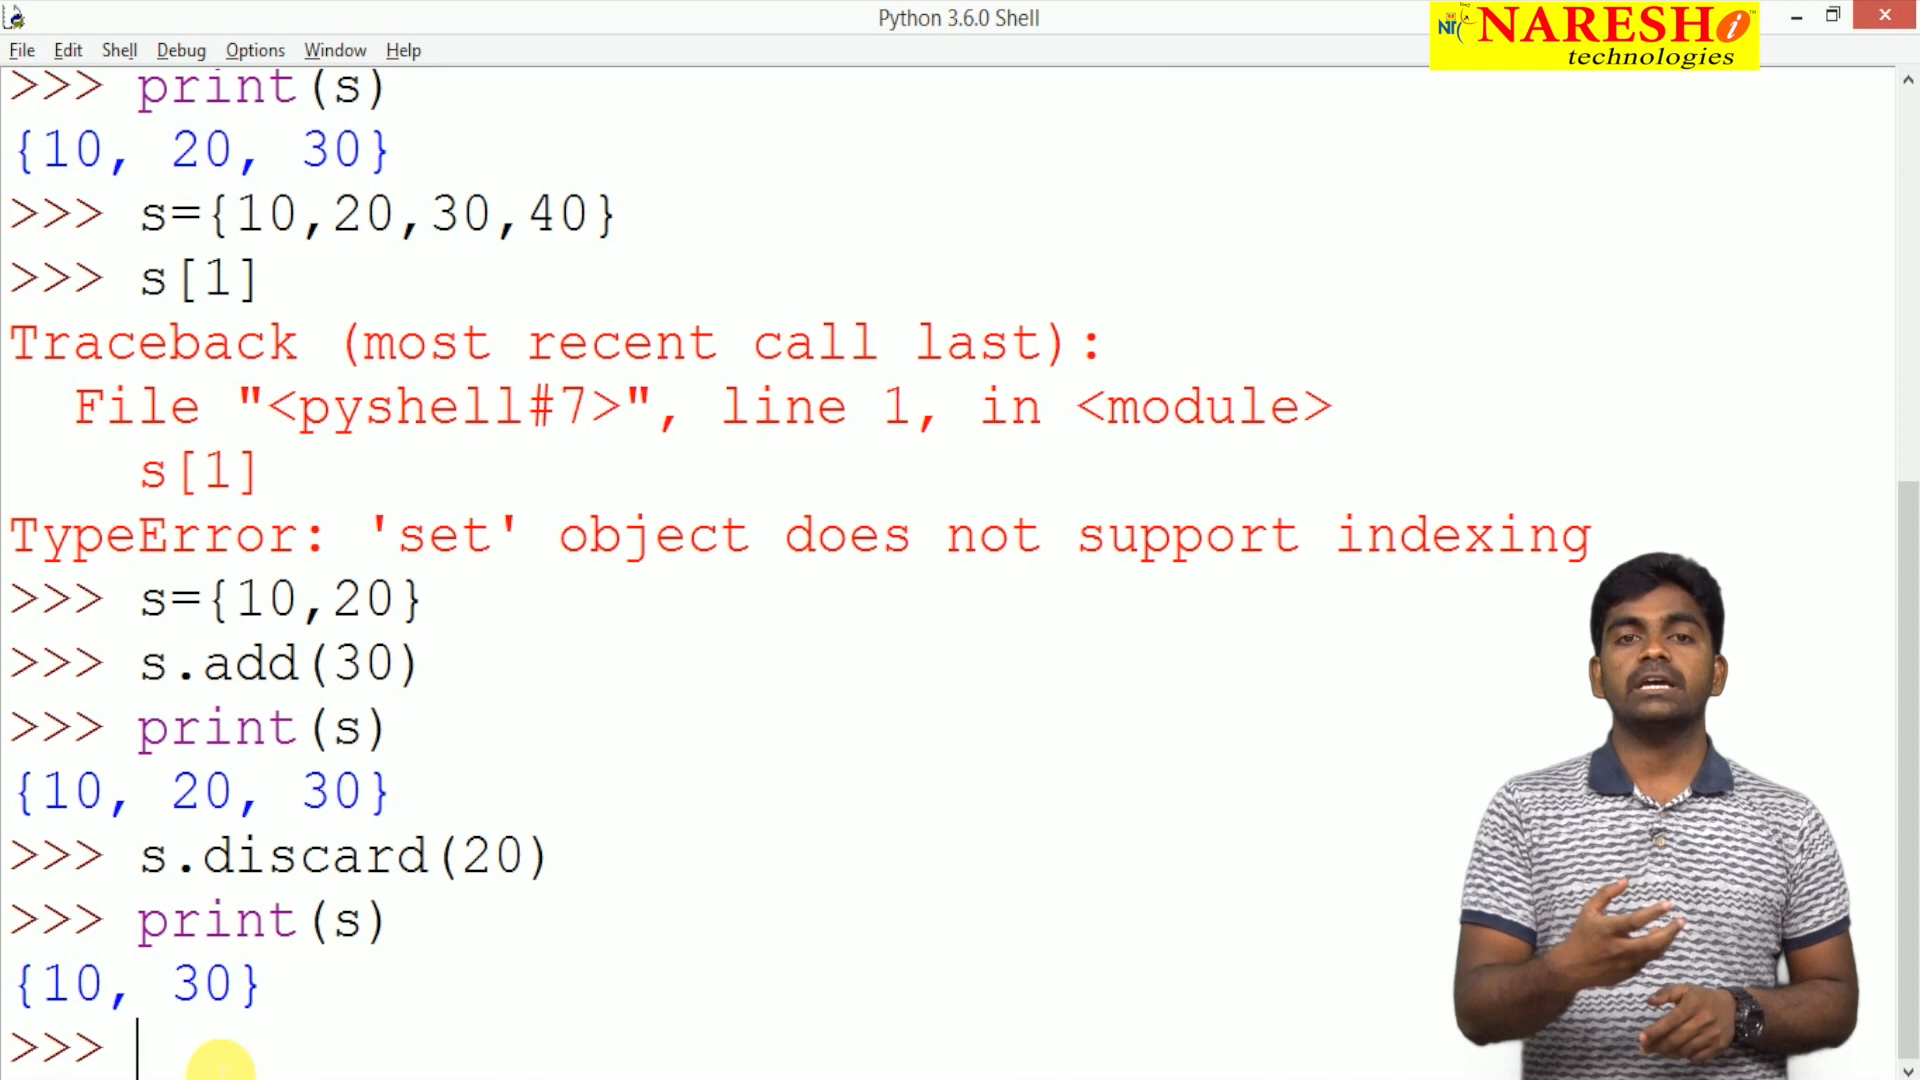 Python 3.6.0 Shell
NARESH i
technologies
File Edit Shell Debug Options Window Help
>>> print(s)
{10, 20, 30}
>>> s={10,20,30,40}
>>> s[1]
Traceback (most recent call last):
  File "<pyshell#7>", line 1, in <module>
    s[1]
TypeError: 'set' object does not support indexing
>>> s={10,20}
>>> s.add(30)
>>> print(s)
{10, 20, 30}
>>> s.discard(20)
>>> print(s)
{10, 30}
>>>